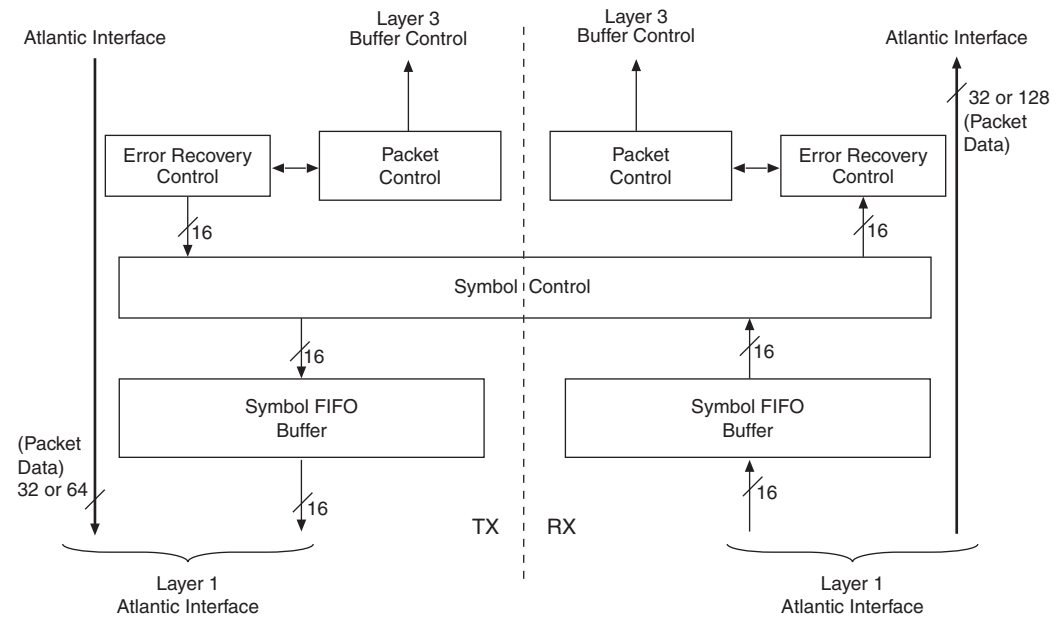 Layer 3
Buffer Control
Layer 3
Buffer Control
Atlantic Interface
Atlantic Interface
32 or 128
(Packet
Data)
Error Recovery
Control
Packet
Control
Packet
Control
Error Recovery
Control
16
16
Symbol Control
16
16
Symbol FIFO
Buffer
Symbol FIFO
Buffer
(Packet
Data)
32 or 64
16
16
TX
RX
Layer 1
Atlantic Interface
Layer 1
Atlantic Interface